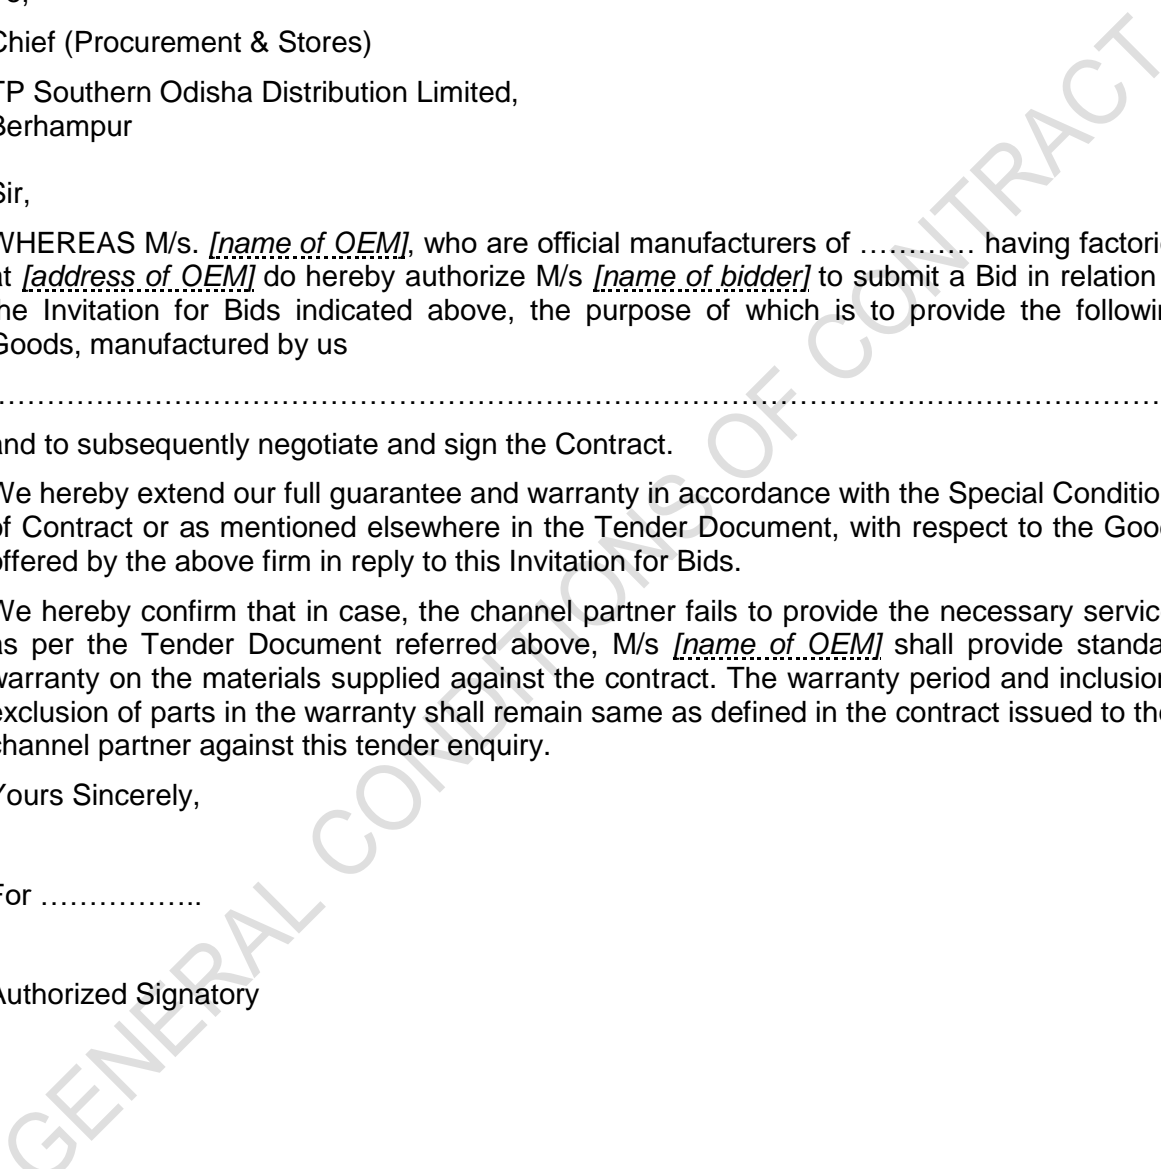 Chief (Procurement & Stores)
TP Southern Odisha Distribution Limited,
Berhampur
Sir,
WHEREAS M/s. [name of OEM], who are official manufacturers of ………… having factori
at [address of OEM] do hereby authorize M/s [name of bidder] to submit a Bid in relation
the Invitation for Bids indicated above, the purpose of which is to provide the followin
Goods, manufactured by us
……………………………………………………………………………………………………………
and to subsequently negotiate and sign the Contract.
We hereby extend our full guarantee and warranty in accordance with the Special Conditio
of Contract or as mentioned elsewhere in the Tender Document, with respect to the Goo
offered by the above firm in reply to this Invitation for Bids.
We hereby confirm that in case, the channel partner fails to provide the necessary servic
as per the Tender Document referred above, M/s [name of OEM] shall provide standa
warranty on the materials supplied against the contract. The warranty period and inclusion
exclusion of parts in the warranty shall remain same as defined in the contract issued to the
channel partner against this tender enquiry.
Yours Sincerely,
For ……………..
Authorized Signatory
GENERAL CONDITIONS OF CONTRACT